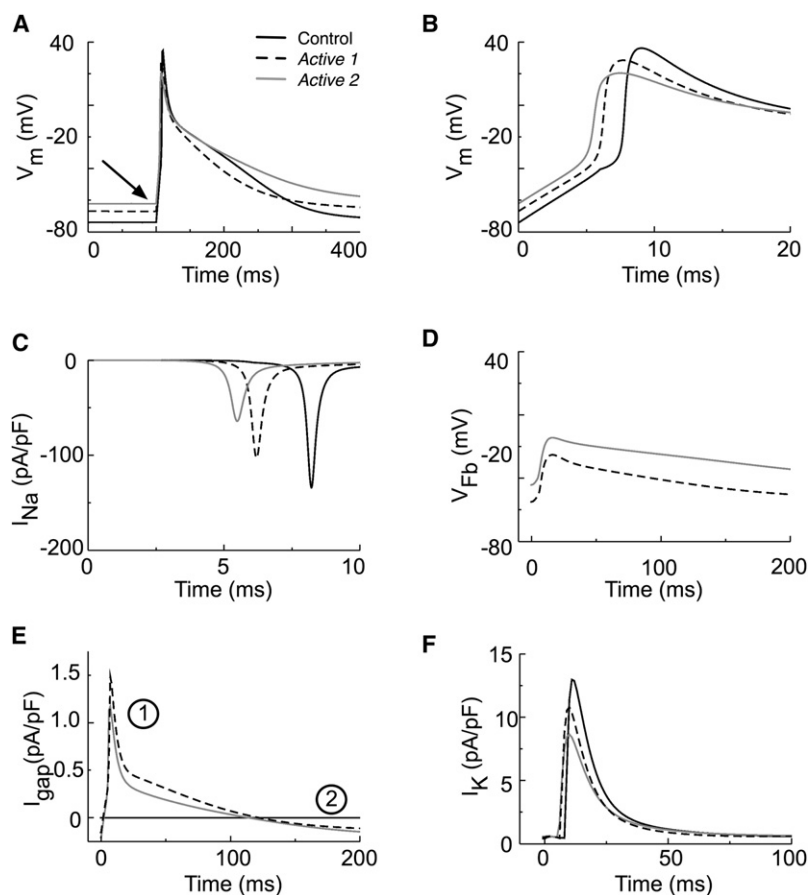 A
Control
Active 1
Active 2
40
-20
-80
V_m (mV)
0
200
400
Time (ms)
B
40
-20
-80
V_m (mV)
0
10
20
Time (ms)
C
0
-100
-200
I_Na (pA/pF)
5
10
Time (ms)
D
40
-20
-80
V_Fb (mV)
0
100
200
Time (ms)
E
1.5
1.0
0.5
0
I_gap (pA/pF)
1
2
0
100
200
Time (ms)
F
15
10
5
0
I_K (pA/pF)
0
50
100
Time (ms)